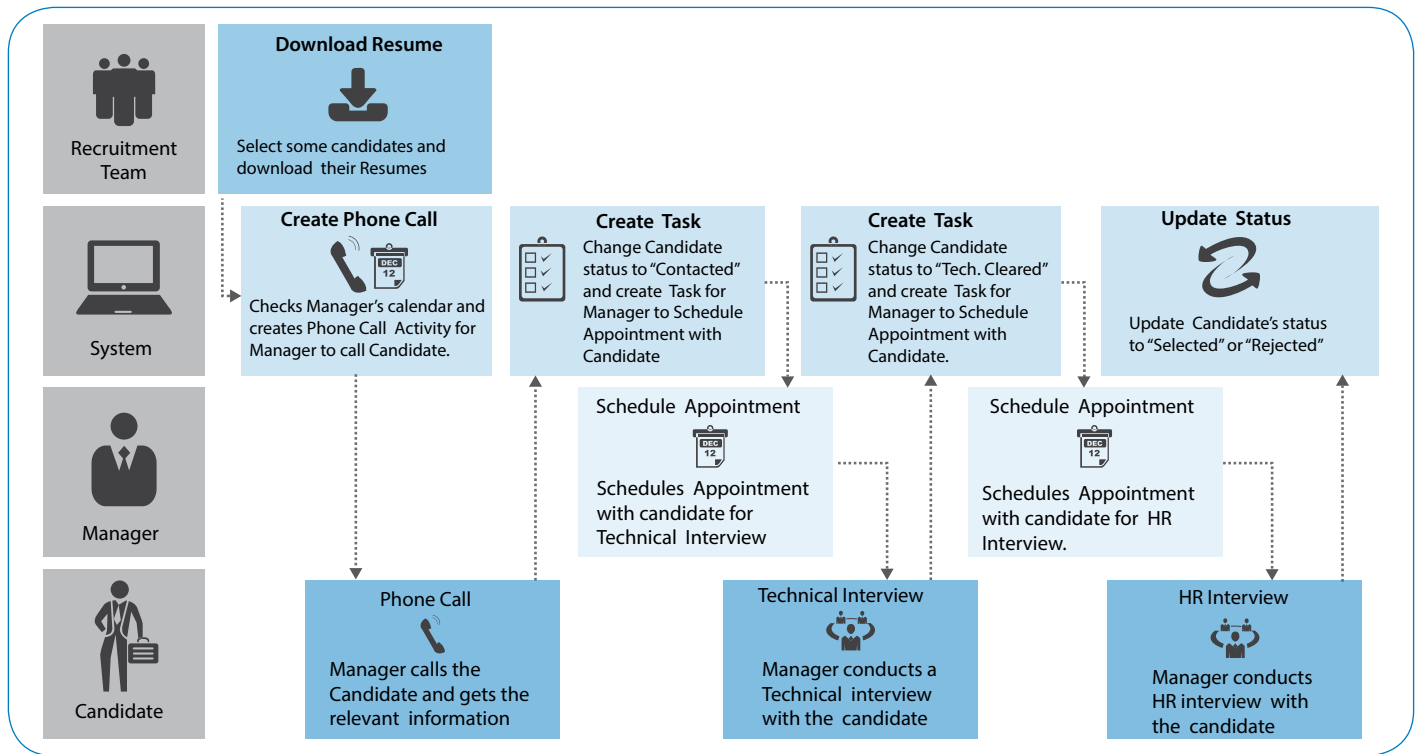 Recruitment
Team
Download Resume
Select some candidates and
download their Resumes
System
Create Phone Call
DEC
12
Checks Manager's calendar and
creates Phone Call Activity for
Manager to call Candidate.
Create Task
Change Candidate
status to “Contacted”
and create Task for
Manager to Schedule
Appointment with
Candidate
Create Task
Change Candidate
status to “Tech. Cleared”
and create Task for
Manager to Schedule
Appointment with
Candidate.
Update Status
Update Candidate's status
to “Selected” or “Rejected”
Manager
Schedule Appointment
DEC
12
Schedules Appointment
with candidate for
Technical Interview
Schedule Appointment
DEC
12
Schedules Appointment
with candidate for HR
Interview.
Candidate
Phone Call
Manager calls the
Candidate and gets the
relevant information
Technical Interview
Manager conducts a
Technical interview
with the candidate
HR Interview
Manager conducts
HR interview with
the candidate